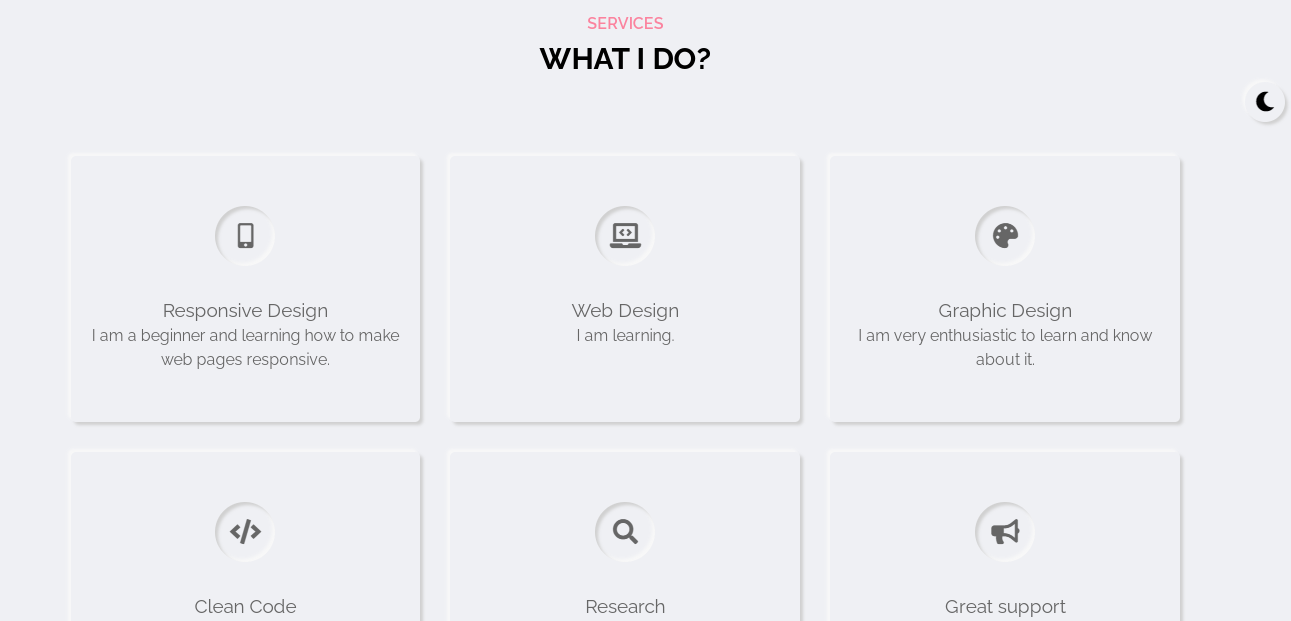 SERVICES
WHAT I DO?
Responsive Design
I am a beginner and learning how to make
web pages responsive.
Web Design
I am learning.
Graphic Design
I am very enthusiastic to learn and know
about it.
Clean Code
Research
Great support